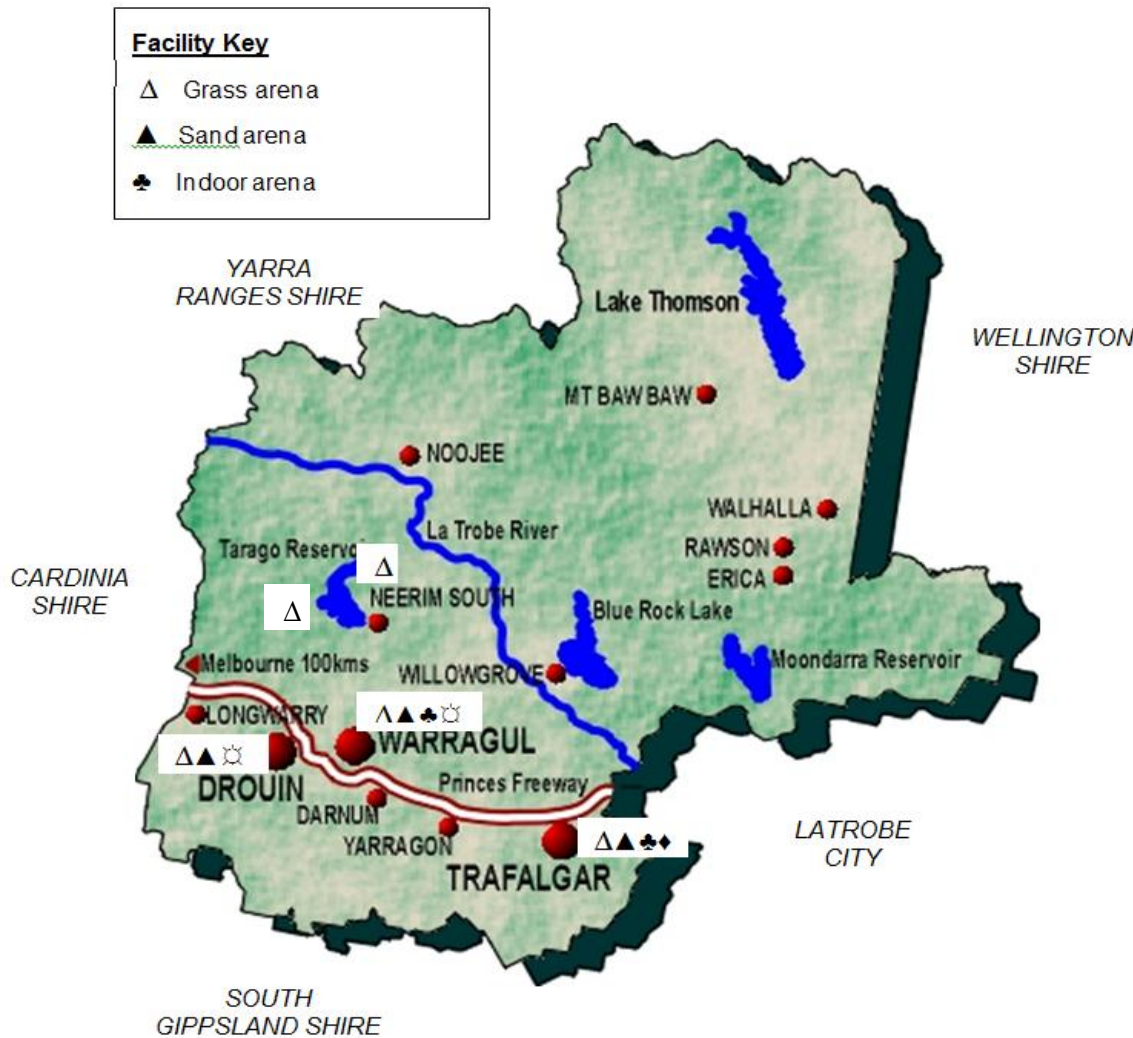 Facility Key
Δ Grass arena
▲ Sand arena
♣ Indoor arena
YARRA
RANGES SHIRE
Lake Thomson
WELLINGTON
SHIRE
MT BAW BAW
NOOJEE
WALHALLA
La Trobe River
RAWSON
Tarago Reservoi
Δ
ERICA
CARDINIA
SHIRE
NEERIM SOUTH
Δ
Blue Rock Lake
Melbourne 100kms
WILLOWGROVE
Moondarra Reservoir
LONGWARRY
Δ▲♣☼
WARRAGUL
Δ▲☼
DROUIN
Princes Freeway
DARNUM
YARRAGON
Δ▲♣♦
TRAFALGAR
LATROBE
CITY
SOUTH
GIPPSLAND SHIRE